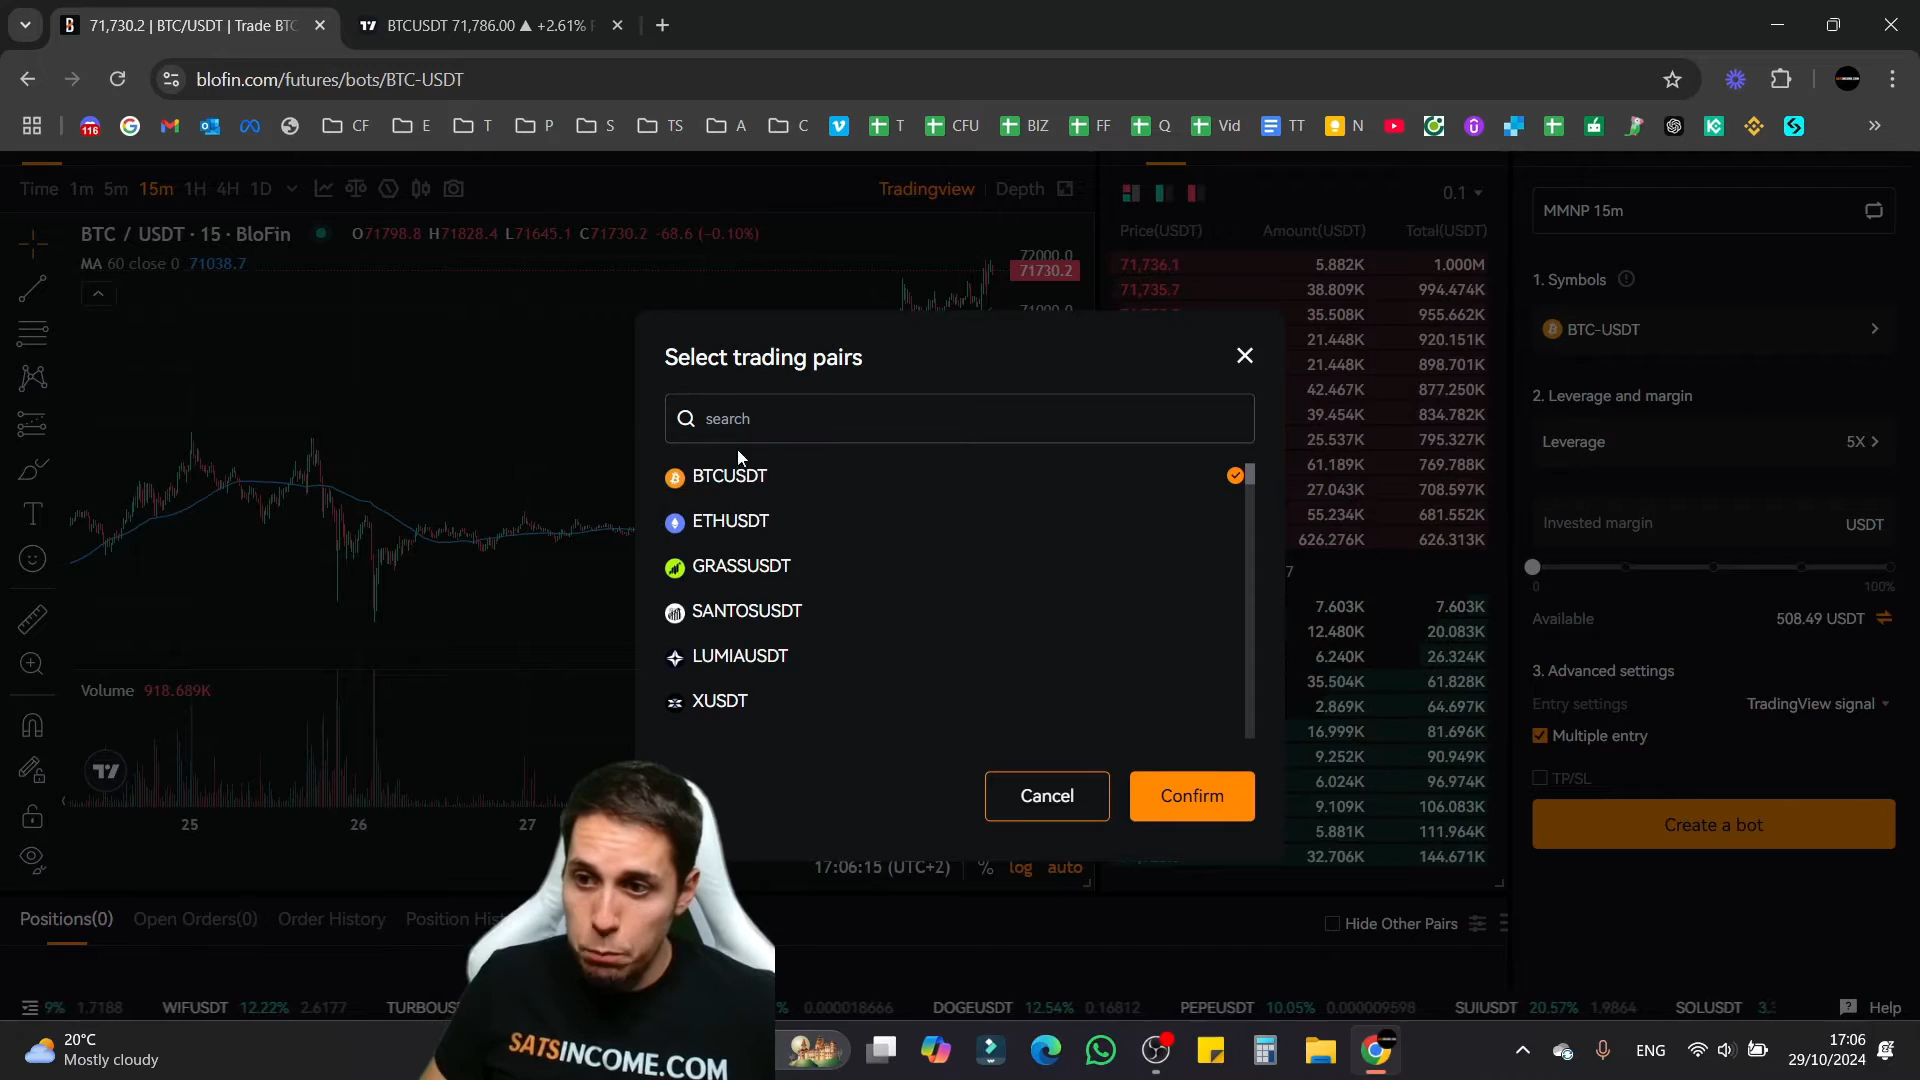 71,730.2 | BTC/USDT | Trade BTC
BTCUSDT 71,786.00 ▲ +2.61%
blofin.com/futures/bots/BTC-USDT
116
CF
E
T
P
S
TS
A
C
T
CFU
BIZ
FF
Q
Vid
TT
N
Time 1m 5m 15m 1H 4H 1D
Tradingview
Depth
0.1
MMNP 15m
BTC / USDT · 15 · BloFin
O71798.8 H71828.4 L71645.1 C71730.2 -68.6 (-0.10%)
MA 60 close 0 71038.7
72000.0
71730.2
71000.0
Price(USDT) Amount(USDT) Total(USDT)
71,736.1 5.882K 1.000M
71,735.7 38.809K 994.474K
35.508K 955.662K
21.448K 920.151K
21.448K 898.701K
42.467K 877.250K
39.454K 834.782K
25.537K 795.327K
61.189K 769.788K
27.043K 708.597K
55.234K 681.552K
626.276K 626.313K
7
7.603K 7.603K
12.480K 20.083K
6.240K 26.324K
35.504K 61.828K
2.869K 64.697K
16.999K 81.696K
9.252K 90.949K
6.024K 96.974K
9.109K 106.083K
5.881K 111.964K
32.706K 144.671K
1. Symbols
BTC-USDT
2. Leverage and margin
Leverage 5X
Invested margin USDT
0 100%
Available 508.49 USDT
3. Advanced settings
Entry settings TradingView signal
Multiple entry
TP/SL
Create a bot
Select trading pairs
search
BTCUSDT
ETHUSDT
GRASSUSDT
SANTOSUSDT
LUMIAUSDT
XUSDT
Cancel
Confirm
Volume 918.689K
25 26 27
17:06:15 (UTC+2) % log auto
Positions(0) Open Orders(0) Order History Position His
Hide Other Pairs
9% 1.7188 WIFUSDT 12.22% 2.6177 TURBOUS % 0.000018666 DOGEUSDT 12.54% 0.16812 PEPEUSDT 10.05% 0.000009598 SUIUSDT 20.57% 1.9864 SOLUSDT
Help
SATSINCOME.COM
20°C
Mostly cloudy
ENG
17:06
29/10/2024